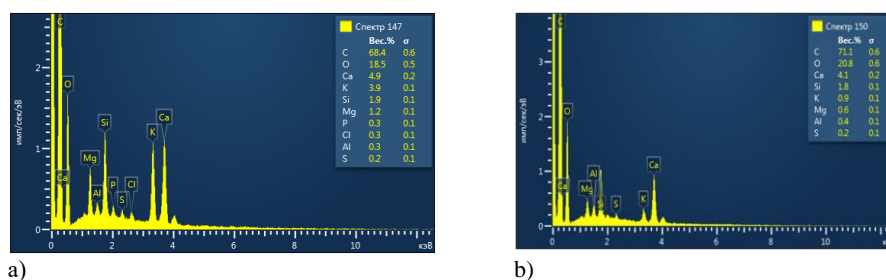 Спектр 147
Вес.% σ
C 68.4 0.6
O 18.5 0.5
Ca 4.9 0.2
K 3.9 0.1
Si 1.9 0.1
Mg 1.2 0.1
P 0.3 0.1
Cl 0.3 0.1
Al 0.3 0.1
S 0.2 0.1
имп/сек/эВ
2
1
0
C
O
Ca
Mg
Al
Si
P
S
Cl
K
Ca
0 2 4 6 8 10 кэВ
a)
Спектр 150
Вес.% σ
C 71.1 0.6
O 20.8 0.6
Ca 4.1 0.2
Si 1.8 0.1
K 0.9 0.1
Mg 0.6 0.1
Al 0.4 0.1
S 0.2 0.1
имп/сек/эВ
3
2
1
0
C
O
Ca
Mg
Al
Si
S
K
Ca
0 2 4 6 8 10 кэВ
b)